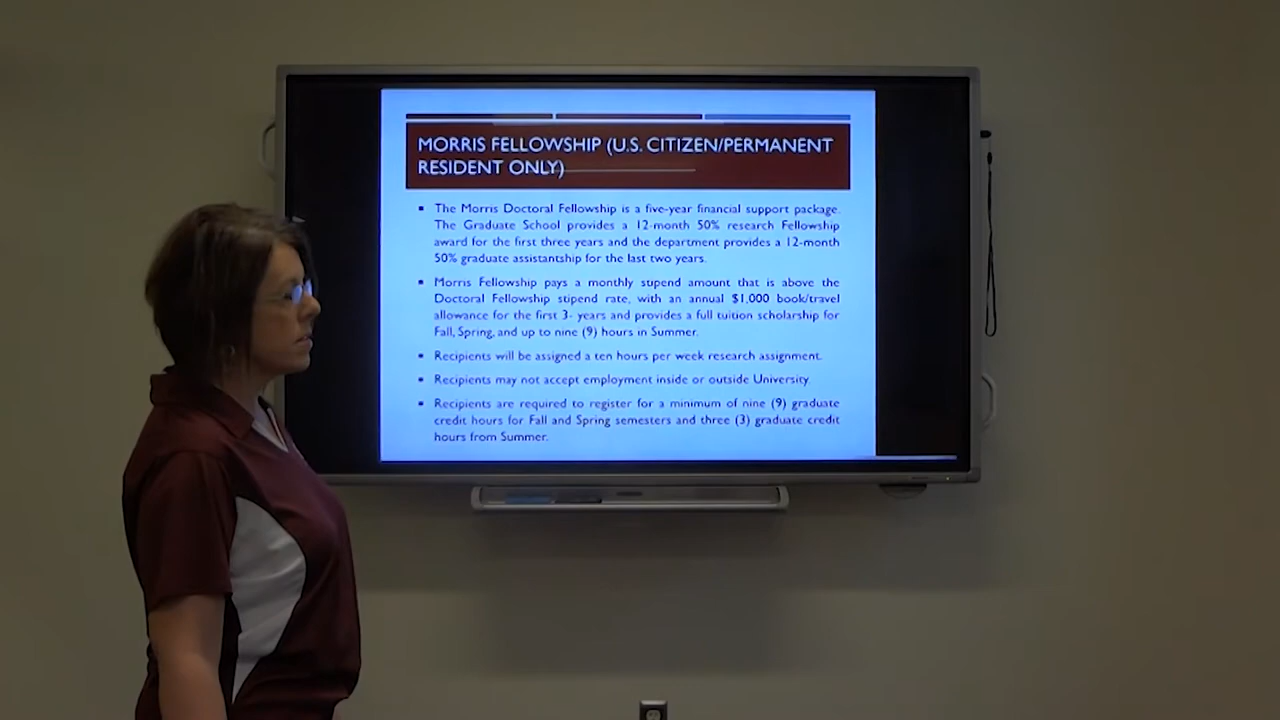 MORRIS FELLOWSHIP (U.S. CITIZEN/PERMANENT
RESIDENT ONLY)
▪ The Morris Doctoral Fellowship is a five-year financial support package.
The Graduate School provides a 12-month 50% research Fellowship
award for the first three years and the department provides a 12-month
50% graduate assistantship for the last two years.
▪ Morris Fellowship pays a monthly stipend amount that is above the
Doctoral Fellowship stipend rate, with an annual $1,000 book/travel
allowance for the first 3- years and provides a full tuition scholarship for
Fall, Spring, and up to nine (9) hours in Summer.
▪ Recipients will be assigned a ten hours per week research assignment.
▪ Recipients may not accept employment inside or outside University
▪ Recipients are required to register for a minimum of nine (9) graduate
credit hours for Fall and Spring semesters and three (3) graduate credit
hours from Summer.